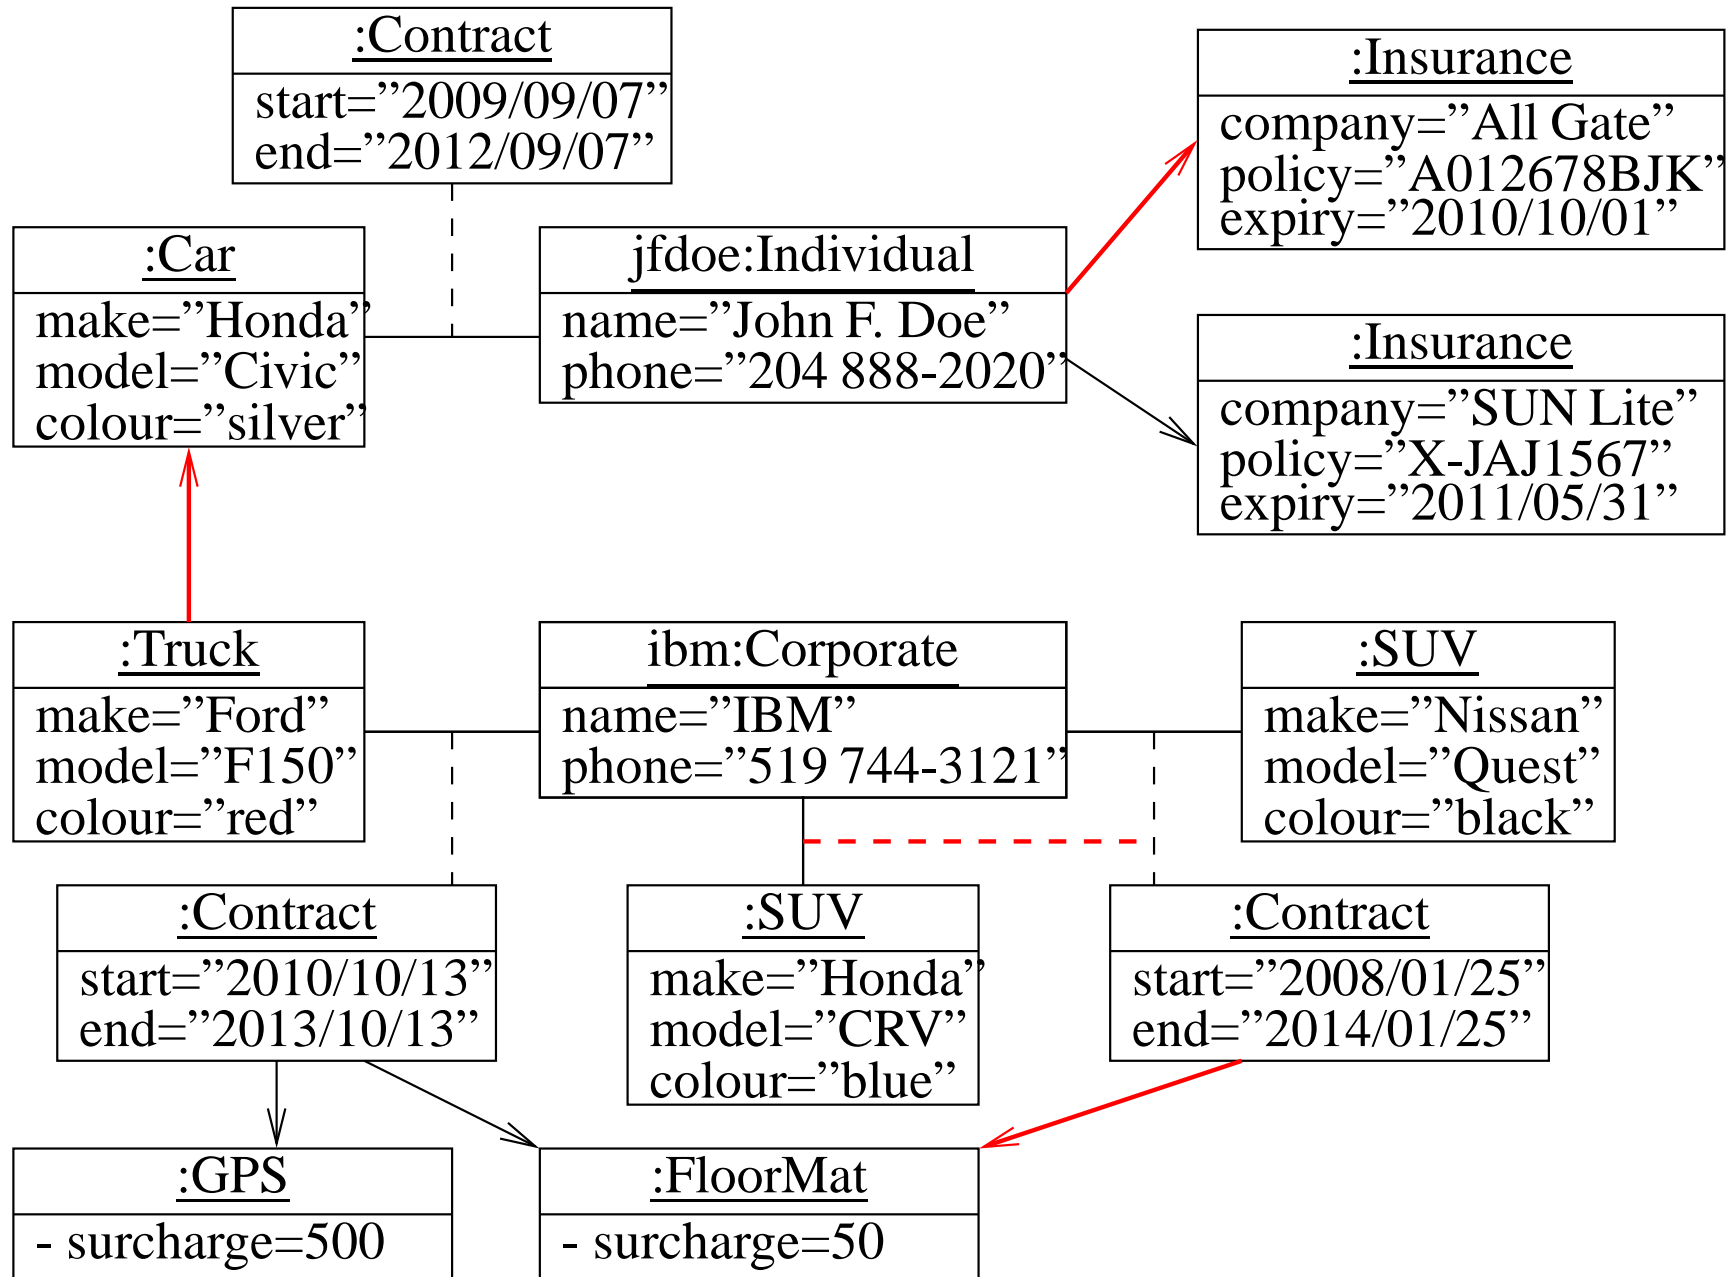 :Contract
start=”2009/09/07”
end=”2012/09/07”
:Insurance
company=”All Gate”
policy=”A012678BJK”
expiry=”2010/10/01”
:Car
make=”Honda”
model=”Civic”
colour=”silver”
jfdoe:Individual
name=”John F. Doe”
phone=”204 888-2020”
:Insurance
company=”SUN Lite”
policy=”X-JAJ1567”
expiry=”2011/05/31”
:Truck
make=”Ford”
model=”F150”
colour=”red”
ibm:Corporate
name=”IBM”
phone=”519 744-3121”
:SUV
make=”Nissan”
model=”Quest”
colour=”black”
:Contract
start=”2010/10/13”
end=”2013/10/13”
:SUV
make=”Honda”
model=”CRV”
colour=”blue”
:Contract
start=”2008/01/25”
end=”2014/01/25”
:GPS
- surcharge=500
:FloorMat
- surcharge=50